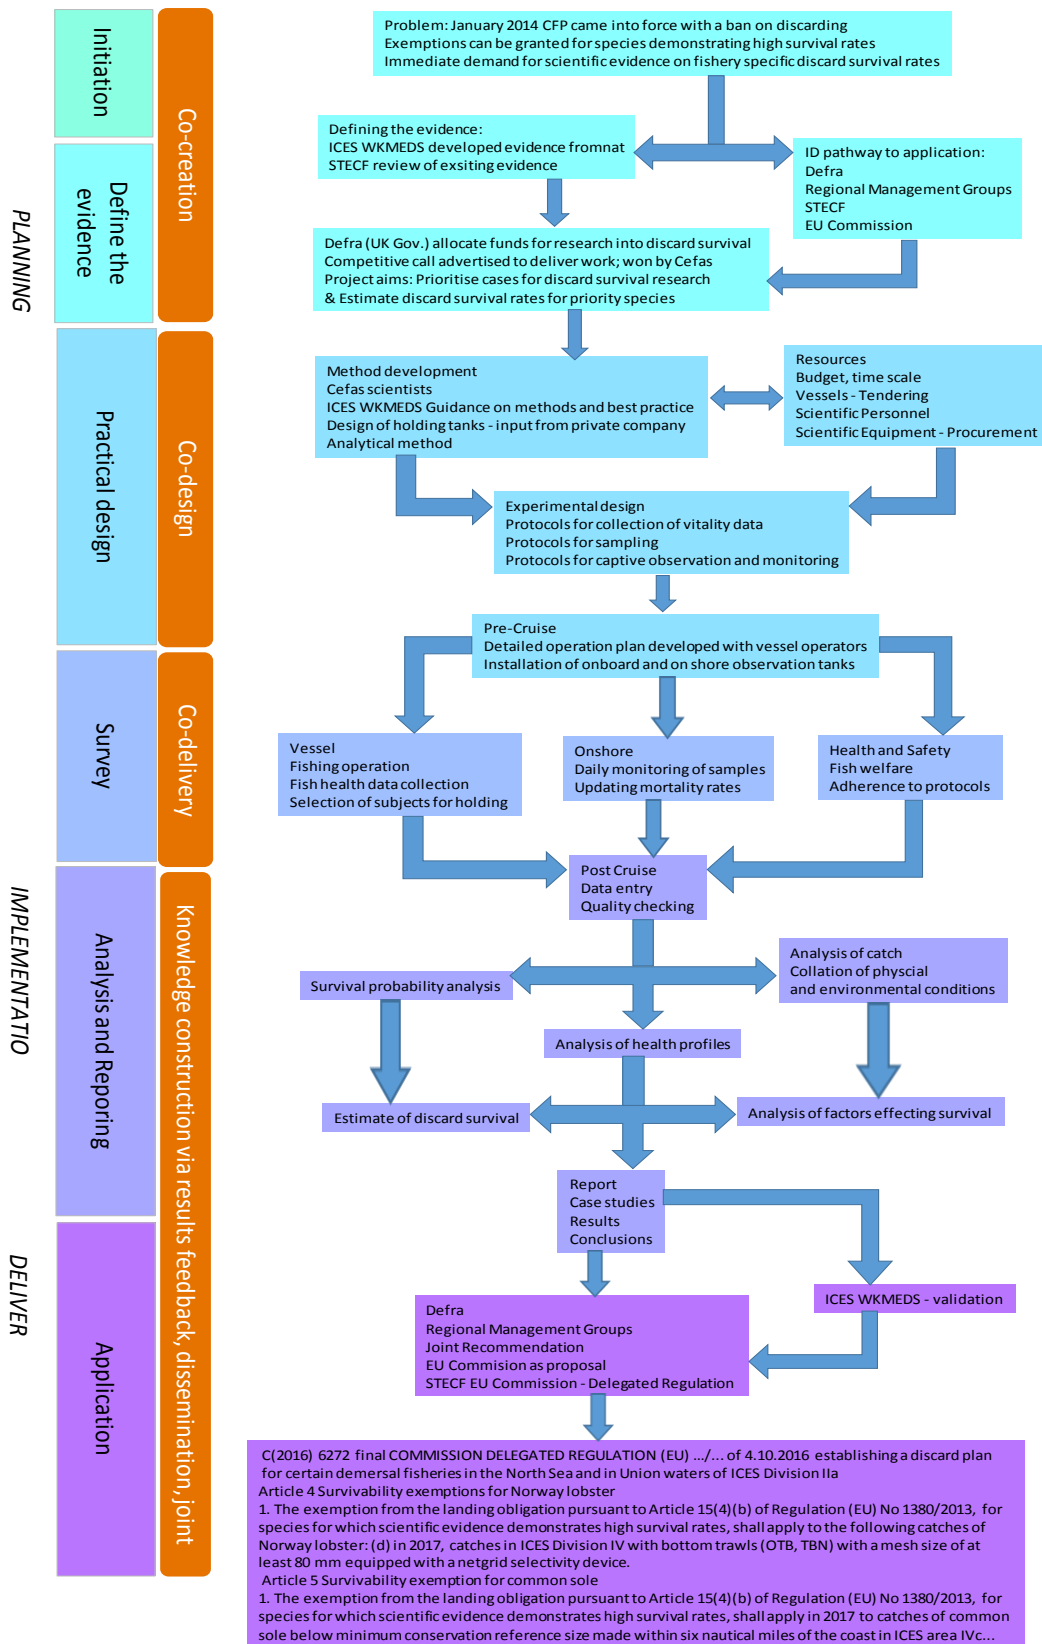 PLANNING
IMPLEMENTATIO
DELIVER
Initiation
Define the
evidence
Practical design
Survey
Analysis and Reporing
Application
Co-creation
Co-design
Co-delivery
Knowledge construction via results feedback, dissemination, joint
Problem: January 2014 CFP came into force with a ban on discarding
Exemptions can be granted for species demonstrating high survival rates
Immediate demand for scientific evidence on fishery specific discard survival rates
Defining the evidence:
ICES WKMEDS developed evidence fromnat
STECF review of exsiting evidence
ID pathway to application:
Defra
Regional Management Groups
STECF
EU Commission
Defra (UK Gov.) allocate funds for research into discard survival
Competitive call advertised to deliver work; won by Cefas
Project aims: Prioritise cases for discard survival research
& Estimate discard survival rates for priority species
Method development
Cefas scientists
ICES WKMEDS Guidance on methods and best practice
Design of holding tanks - input from private company
Analytical method
Resources
Budget, time scale
Vessels - Tendering
Scientific Personnel
Scientific Equipment - Procurement
Experimental design
Protocols for collection of vitality data
Protocols for sampling
Protocols for captive observation and monitoring
Pre-Cruise
Detailed operation plan developed with vessel operators
Installation of onboard and on shore observation tanks
Vessel
Fishing operation
Fish health data collection
Selection of subjects for holding
Onshore
Daily monitoring of samples
Updating mortality rates
Health and Safety
Fish welfare
Adherence to protocols
Post Cruise
Data entry
Quality checking
Survival probability analysis
Analysis of catch
Collation of physcial
and environmental conditions
Analysis of health profiles
Estimate of discard survival
Analysis of factors effecting survival
Report
Case studies
Results
Conclusions
ICES WKMEDS - validation
Defra
Regional Management Groups
Joint Recommendation
EU Commision as proposal
STECF EU Commission - Delegated Regulation
C(2016) 6272 final COMMISSION DELEGATED REGULATION (EU) .../... of 4.10.2016 establishing a discard plan
for certain demersal fisheries in the North Sea and in Union waters of ICES Division IIa
Article 4 Survivability exemptions for Norway lobster
1. The exemption from the landing obligation pursuant to Article 15(4)(b) of Regulation (EU) No 1380/2013, for
species for which scientific evidence demonstrates high survival rates, shall apply to the following catches of
Norway lobster: (d) in 2017, catches in ICES Division IV with bottom trawls (OTB, TBN) with a mesh size of at
least 80 mm equipped with a netgrid selectivity device.
Article 5 Survivability exemption for common sole
1. The exemption from the landing obligation pursuant to Article 15(4)(b) of Regulation (EU) No 1380/2013, for
species for which scientific evidence demonstrates high survival rates, shall apply in 2017 to catches of common
sole below minimum conservation reference size made within six nautical miles of the coast in ICES area IVc...